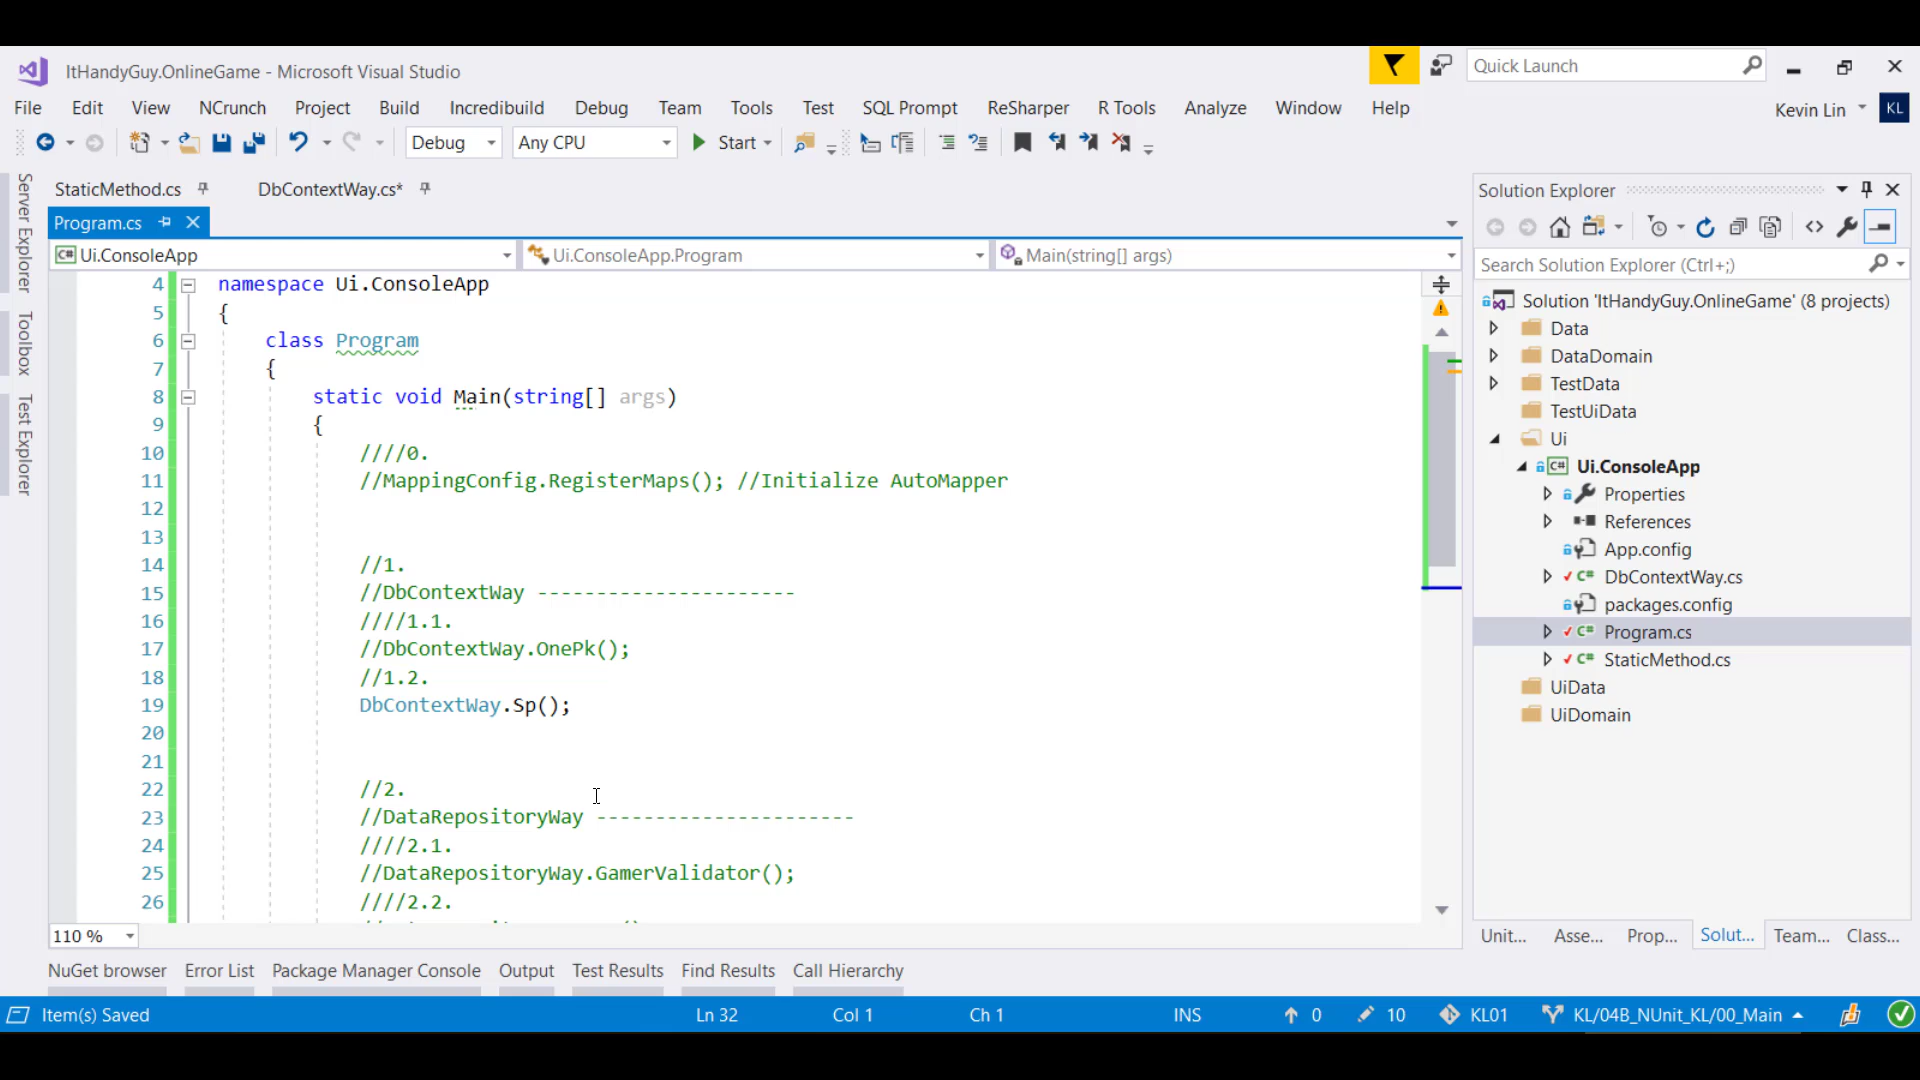 ItHandyGuy.OnlineGame - Microsoft Visual Studio
Quick Launch
File Edit View NCrunch Project Build Incredibuild Debug Team Tools Test SQL Prompt ReSharper R Tools Analyze Window Help
Kevin Lin KL
Debug Any CPU Start
Server Explorer
Toolbox
Test Explorer
StaticMethod.cs DbContextWay.cs*
Program.cs
Ui.ConsoleApp Ui.ConsoleApp.Program Main(string[] args)
4 namespace Ui.ConsoleApp
5 {
6 class Program
7 {
8 static void Main(string[] args)
9 {
10 ////0.
11 //MappingConfig.RegisterMaps(); //Initialize AutoMapper
12
13
14 //1.
15 //DbContextWay ----------------------
16 ////1.1.
17 //DbContextWay.OnePk();
18 //1.2.
19 DbContextWay.Sp();
20
21
22 //2.
23 //DataRepositoryWay ----------------------
24 ////2.1.
25 //DataRepositoryWay.GamerValidator();
26 ////2.2.
110 %
Solution Explorer
Search Solution Explorer (Ctrl+;)
Solution 'ItHandyGuy.OnlineGame' (8 projects)
Data
DataDomain
TestData
TestUiData
Ui
C# Ui.ConsoleApp
Properties
References
App.config
C# DbContextWay.cs
packages.config
C# Program.cs
C# StaticMethod.cs
UiData
UiDomain
Unit... Asse... Prop... Solut... Team... Class...
NuGet browser Error List Package Manager Console Output Test Results Find Results Call Hierarchy
Item(s) Saved Ln 32 Col 1 Ch 1 INS 0 10 KL01 KL/04B_NUnit_KL/00_Main